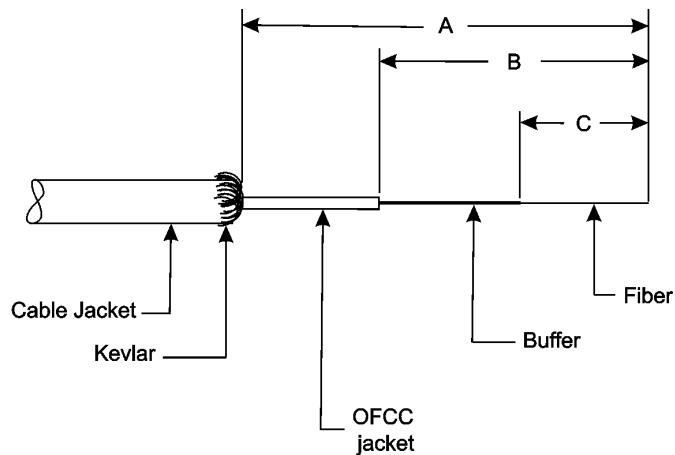 A
B
C
Cable Jacket
Kevlar
OFCC
jacket
Buffer
Fiber